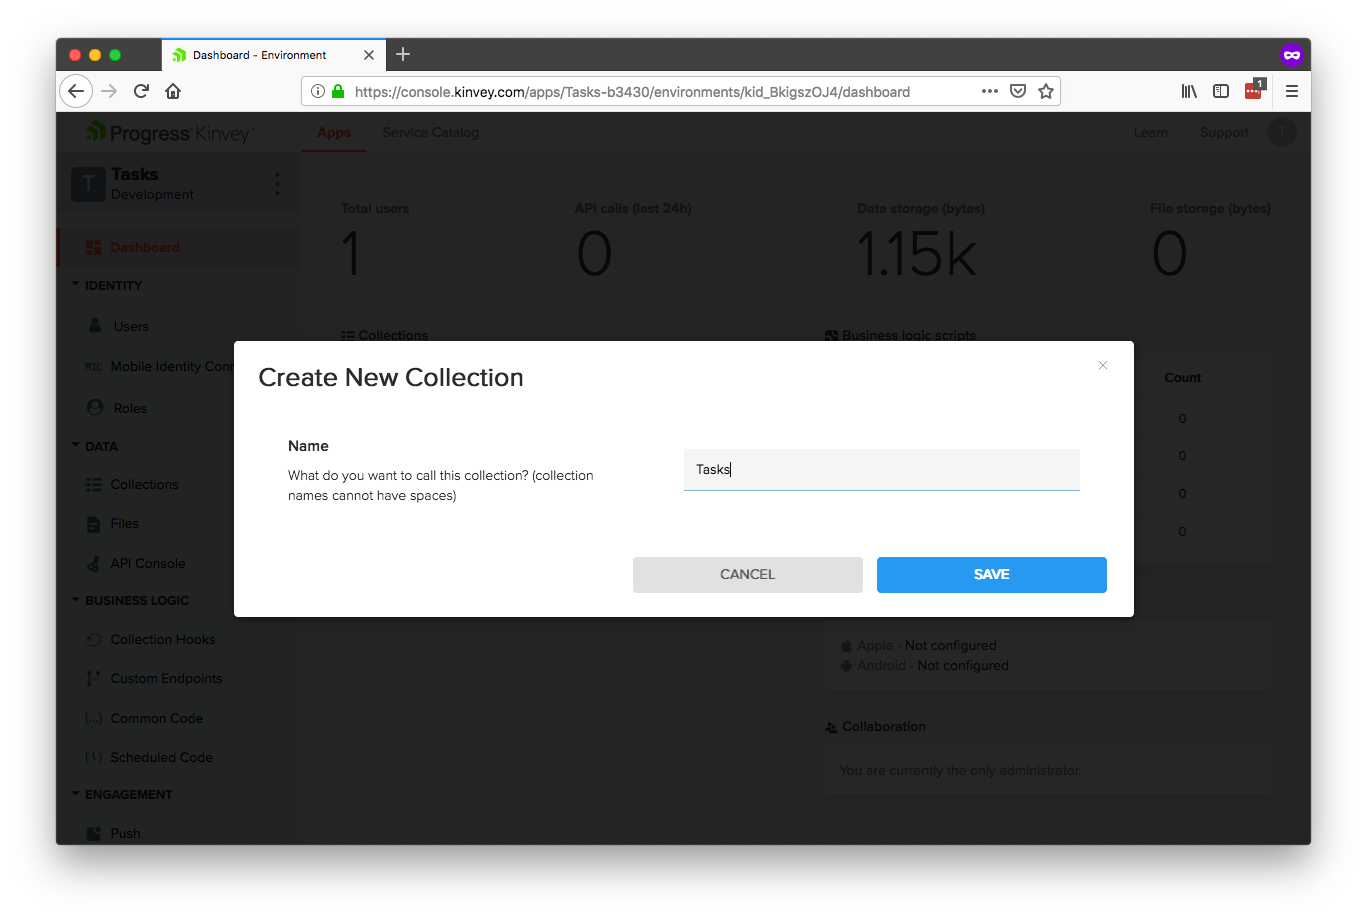 Dashboard - Environment
https://console.kinvey.com/apps/Tasks-b3430/environments/kid_BkigszOJ4/dashboard
1
Progress Kinvey
Apps
Service Catalog
Learn
Support
T
T
Tasks
Development
Total users
API calls (last 24h)
Data storage (bytes)
File storage (bytes)
1
0
1.15k
0
Dashboard
IDENTITY
Users
MIC Mobile Identity Conn
Roles
DATA
Collections
Files
API Console
BUSINESS LOGIC
Collection Hooks
Custom Endpoints
Common Code
Scheduled Code
ENGAGEMENT
Push
Collections
Business logic scripts
Count
0
0
0
0
Create New Collection
Name
What do you want to call this collection? (collection
names cannot have spaces)
Tasks
CANCEL
SAVE
Apple - Not configured
Android - Not configured
Collaboration
You are currently the only administrator.